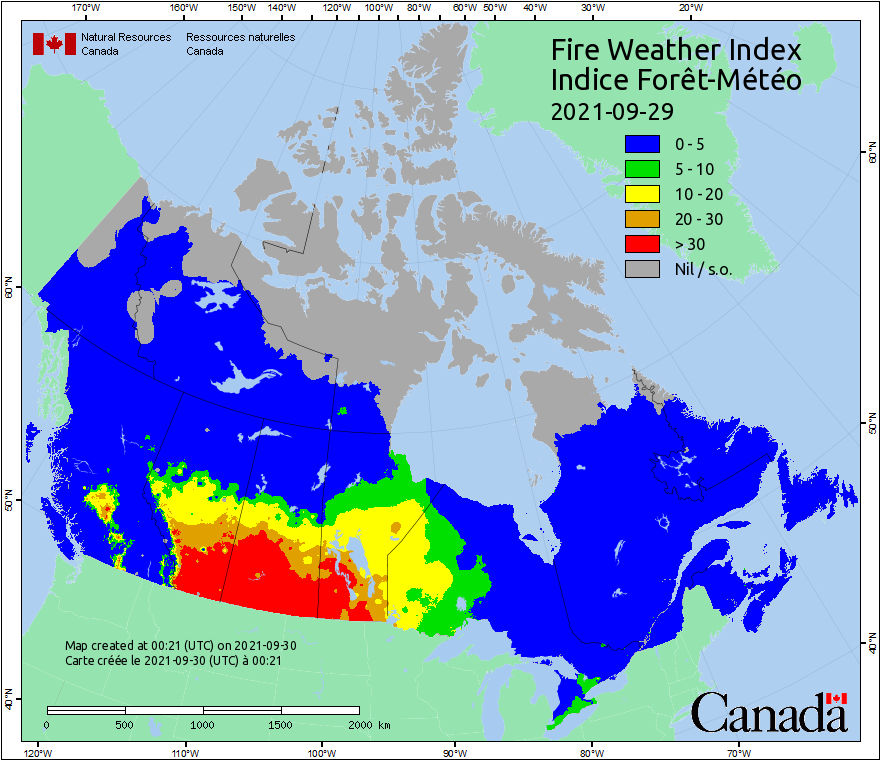 170°W 160°W 150°W 140°W 130°W 120°W 110°W 100°W 90°W 80°W 70°W 60°W 50°W 40°W 30°W 20°W
Natural Resources Canada
Ressources naturelles Canada
Fire Weather Index
Indice Forêt-Météo
2021-09-29
0 - 5
5 - 10
10 - 20
20 - 30
> 30
Nil / s.o.
60°N
60°N
50°N
50°N
40°N
40°N
Map created at 00:21 (UTC) on 2021-09-30
Carte créée le 2021-09-30 (UTC) à 00:21
0 500 1000 1500 2000 km
Canada
120°W 110°W 100°W 90°W 80°W 70°W